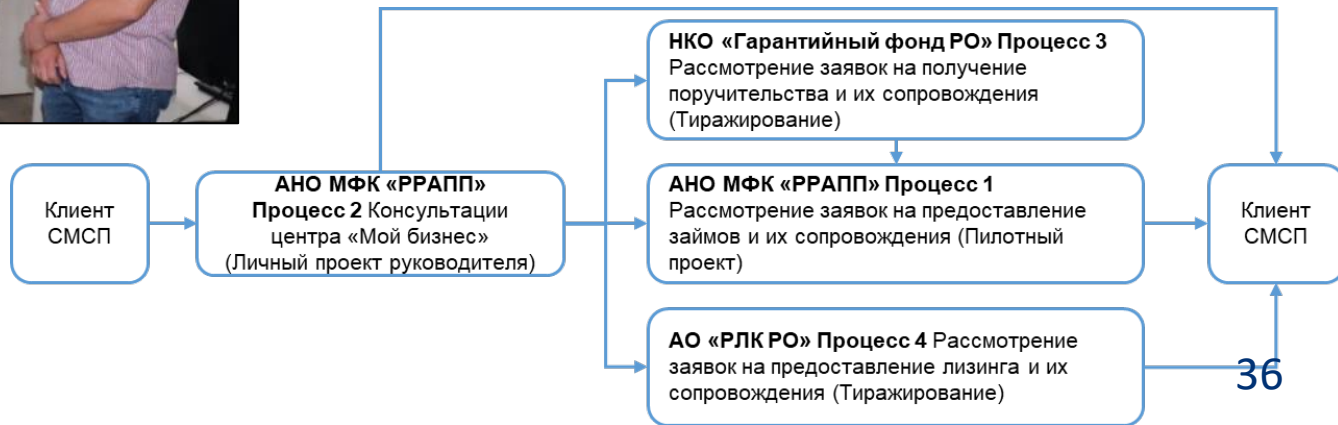 НКО «Гарантийный фонд РО» Процесс 3
Рассмотрение заявок на получение
поручительства и их сопровождения
(Тиражирование)
Клиент
СМСП
АНО МФК «РРАПП»
Процесс 2 Консультации
центра «Мой бизнес»
(Личный проект руководителя)
АНО МФК «РРАПП» Процесс 1
Рассмотрение заявок на предоставление
займов и их сопровождения (Пилотный
проект)
Клиент
СМСП
АО «РЛК РО» Процесс 4 Рассмотрение
заявок на предоставление лизинга и их
сопровождения (Тиражирование)
36